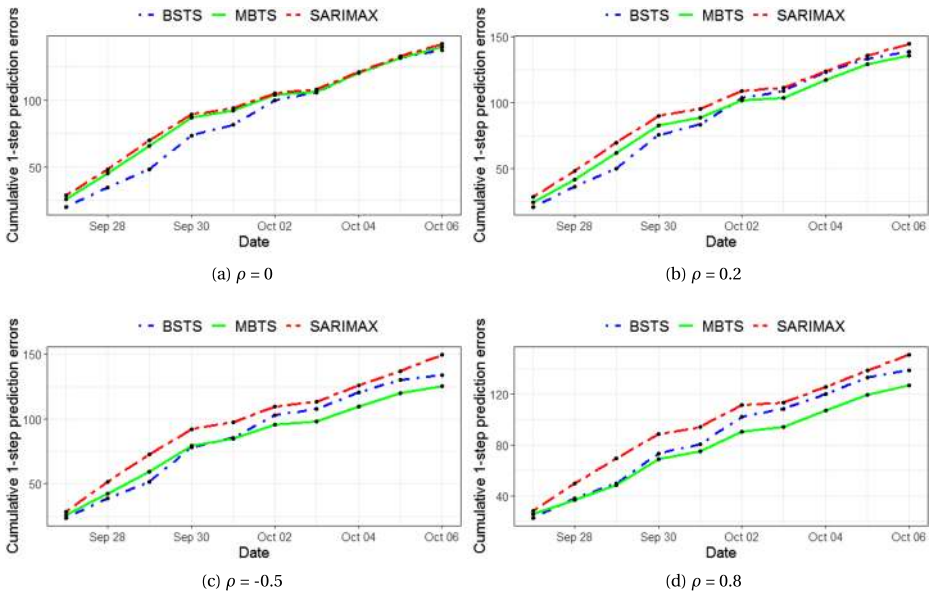 BSTS MBTS SARIMAX
Cumulative 1-step prediction errors
100
50
Sep 28 Sep 30 Oct 02 Oct 04 Oct 06
Date
(a) ρ = 0
BSTS MBTS SARIMAX
Cumulative 1-step prediction errors
150
100
50
Sep 28 Sep 30 Oct 02 Oct 04 Oct 06
Date
(b) ρ = 0.2
BSTS MBTS SARIMAX
Cumulative 1-step prediction errors
150
100
50
Sep 28 Sep 30 Oct 02 Oct 04 Oct 06
Date
(c) ρ = -0.5
BSTS MBTS SARIMAX
Cumulative 1-step prediction errors
120
80
40
Sep 28 Sep 30 Oct 02 Oct 04 Oct 06
Date
(d) ρ = 0.8